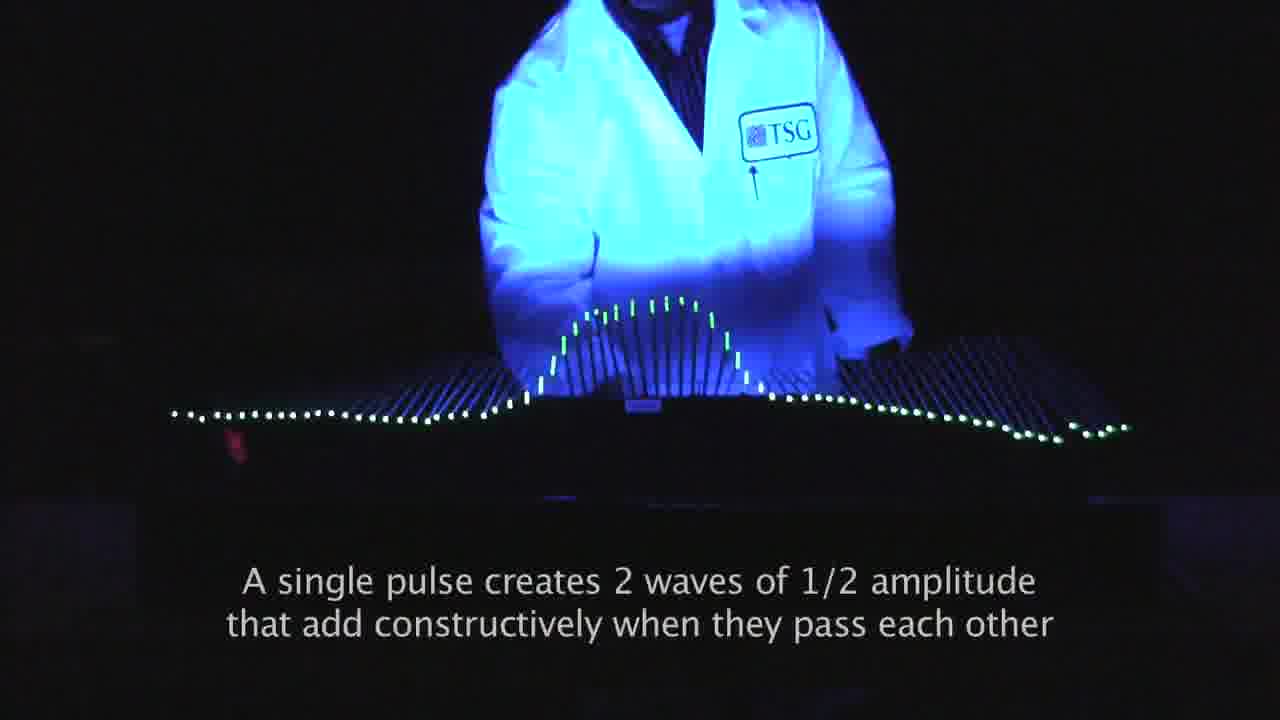 TSG
A single pulse creates 2 waves of 1/2 amplitude
that add constructively when they pass each other